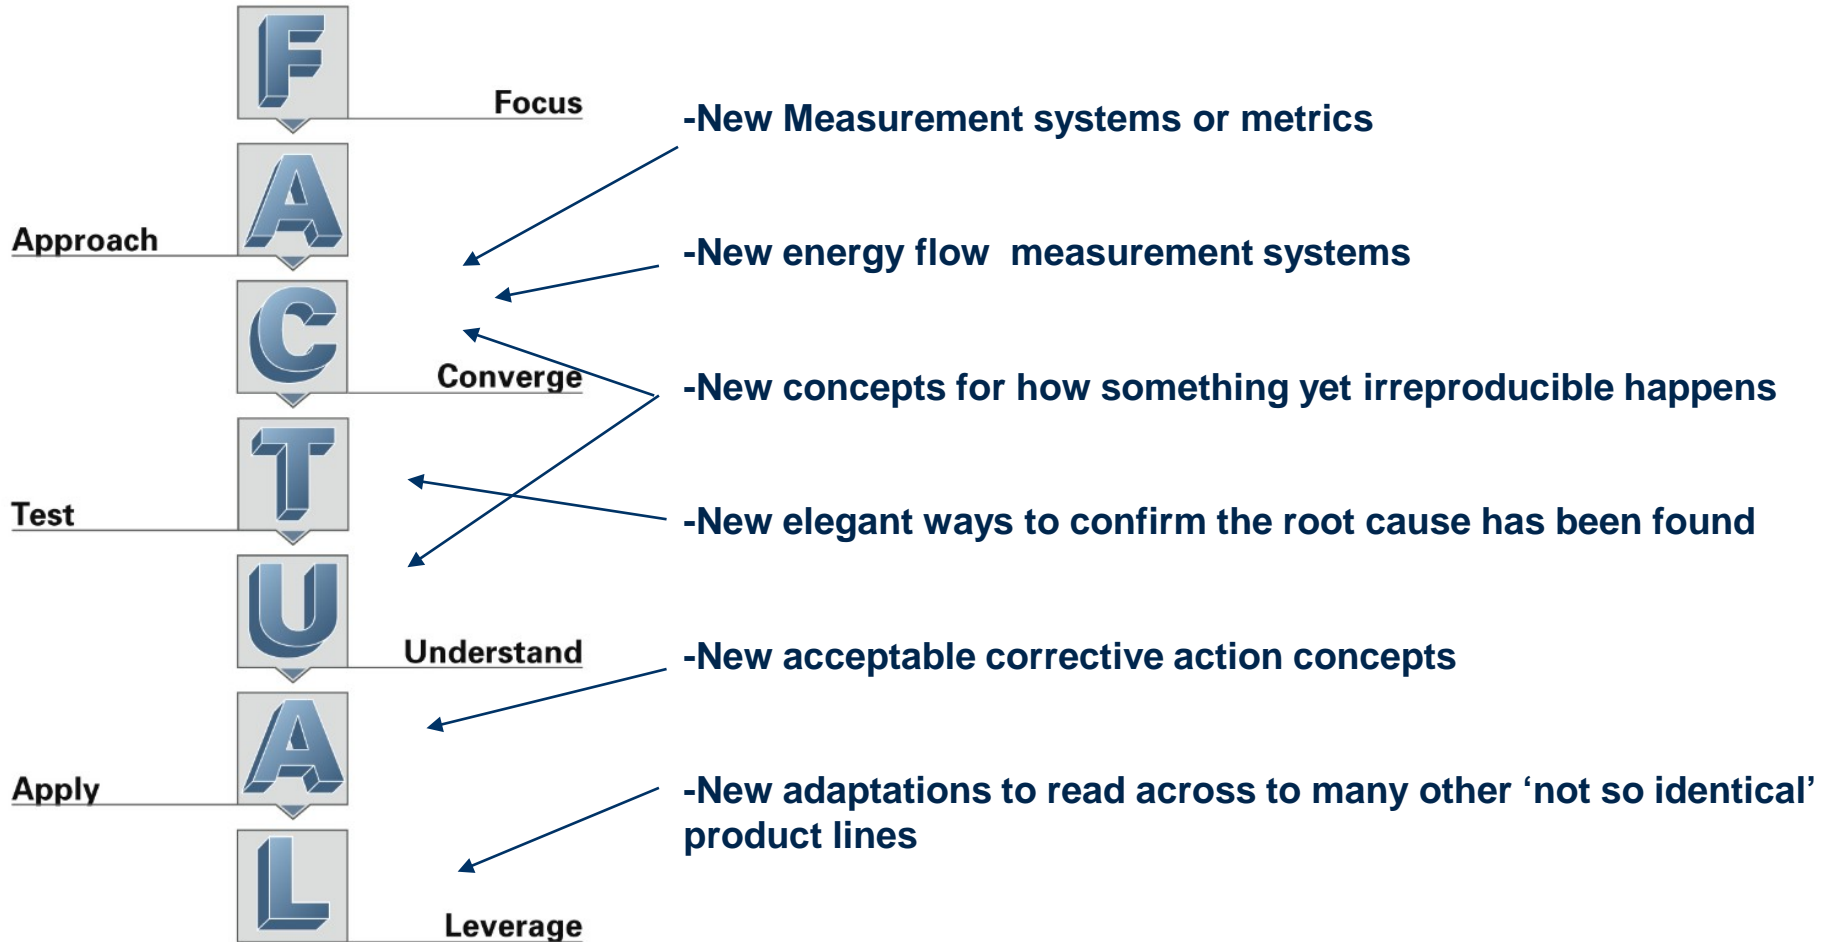 F
Focus
-New Measurement systems or metrics
A
Approach
-New energy flow  measurement systems
C
Converge
-New concepts for how something yet irreproducible happens
T
Test
-New elegant ways to confirm the root cause has been found
U
Understand
-New acceptable corrective action concepts
A
Apply
-New adaptations to read across to many other ‘not so identical’
product lines
L
Leverage